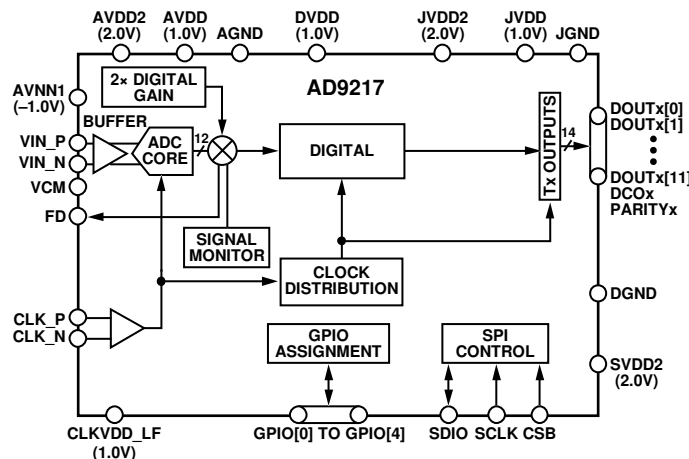 AVDD2
(2.0V)
AVDD
(1.0V)
AGND
DVDD
(1.0V)
JVDD2
(2.0V)
JVDD
(1.0V)
JGND
AVNN1
(–1.0V)
2× DIGITAL
GAIN
AD9217
BUFFER
VIN_P
VIN_N
ADC
CORE
12
DIGITAL
Tx OUTPUTS
14
DOUTx[0]
DOUTx[1]
DOUTx[11]
DCOx
PARITYx
VCM
FD
SIGNAL
MONITOR
CLOCK
DISTRIBUTION
DGND
CLK_P
CLK_N
GPIO
ASSIGNMENT
SPI
CONTROL
SVDD2
(2.0V)
CLKVDD_LF
(1.0V)
GPIO[0] TO GPIO[4]
SDIO
SCLK
CSB